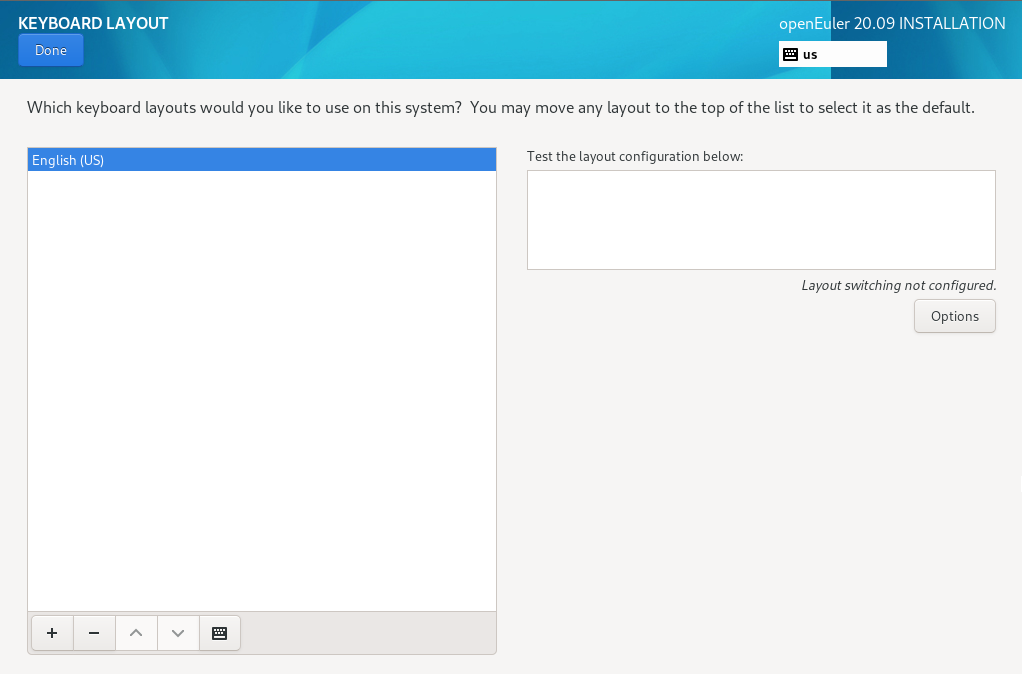 KEYBOARD LAYOUT
openEuler 20.09 INSTALLATION
Done
us
Which keyboard layouts would you like to use on this system?  You may move any layout to the top of the list to select it as the default.
English (US)
Test the layout configuration below:
Layout switching not configured.
Options